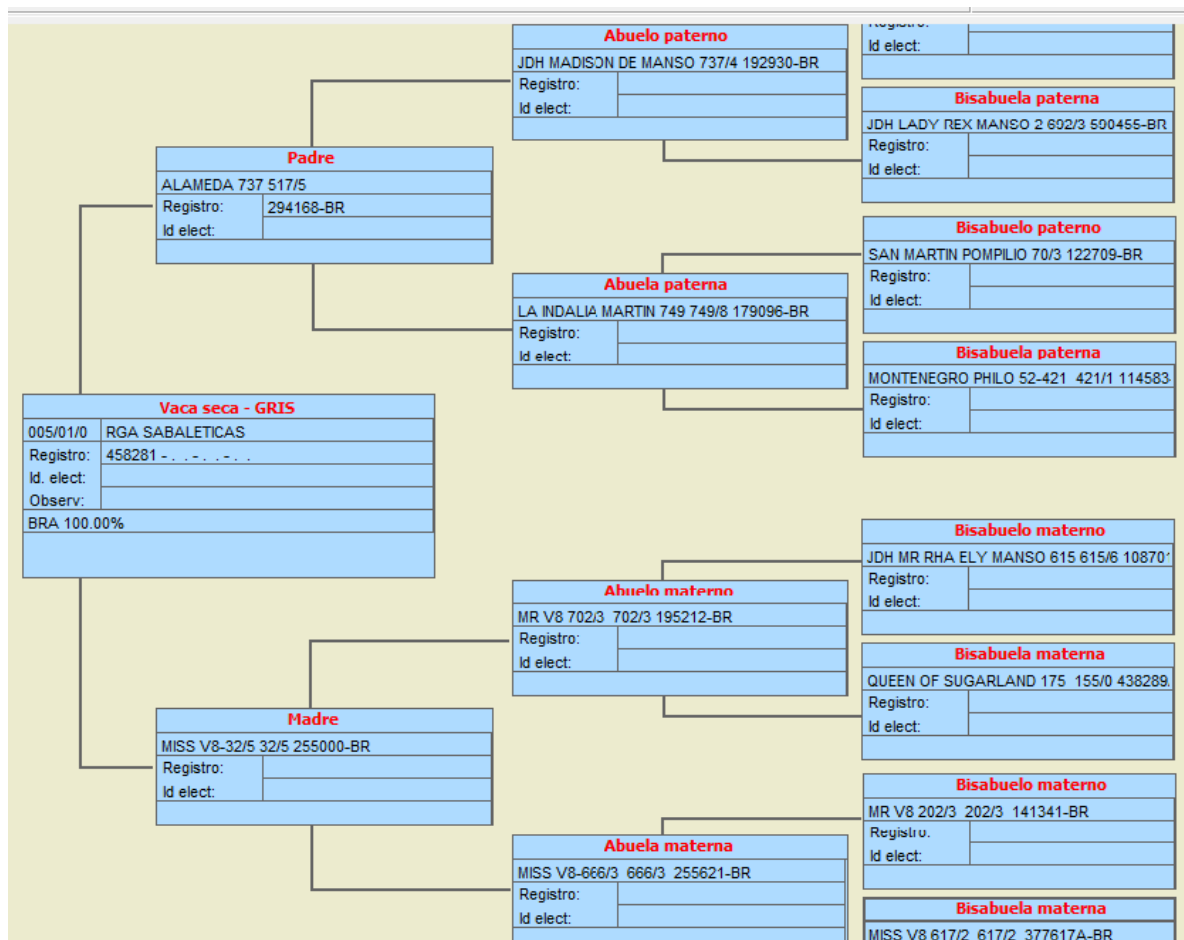 Abuelo paterno
JDH MADISON DE MANSO 737/4 192930-BR
Registro:
Id elect:
Registro:
Id elect:
Bisabuela paterna
JDH LADY REX MANSO 2 692/3 590455-BR
Registro:
Id elect:
Padre
ALAMEDA 737 517/5
Registro: 294168-BR
Id elect:
Bisabuelo paterno
SAN MARTIN POMPILIO 70/3 122709-BR
Registro:
Id elect:
Abuela paterna
LA INDALIA MARTIN 749 749/8 179096-BR
Registro:
Id elect:
Bisabuela paterna
MONTENEGRO PHILO 52-421 421/1 114583
Registro:
Id elect:
Vaca seca - GRIS
005/01/0 RGA SABALETICAS
Registro: 458281 - . . - . . - . .
Id. elect:
Observ:
BRA 100.00%
Bisabuelo materno
JDH MR RHA ELY MANSO 615 615/6 10870
Registro:
Id elect:
Abuelo materno
MR V8 702/3 702/3 195212-BR
Registro:
Id elect:
Bisabuela materna
QUEEN OF SUGARLAND 175 155/0 438289
Registro:
Id elect:
Madre
MISS V8-32/5 32/5 255000-BR
Registro:
Id elect:
Bisabuelo materno
MR V8 202/3 202/3 141341-BR
Registro.
Id elect:
Abuela materna
MISS V8-666/3 666/3 255621-BR
Registro:
Id elect:
Bisabuela materna
MISS V8 617/2 617/2 377617A-BR